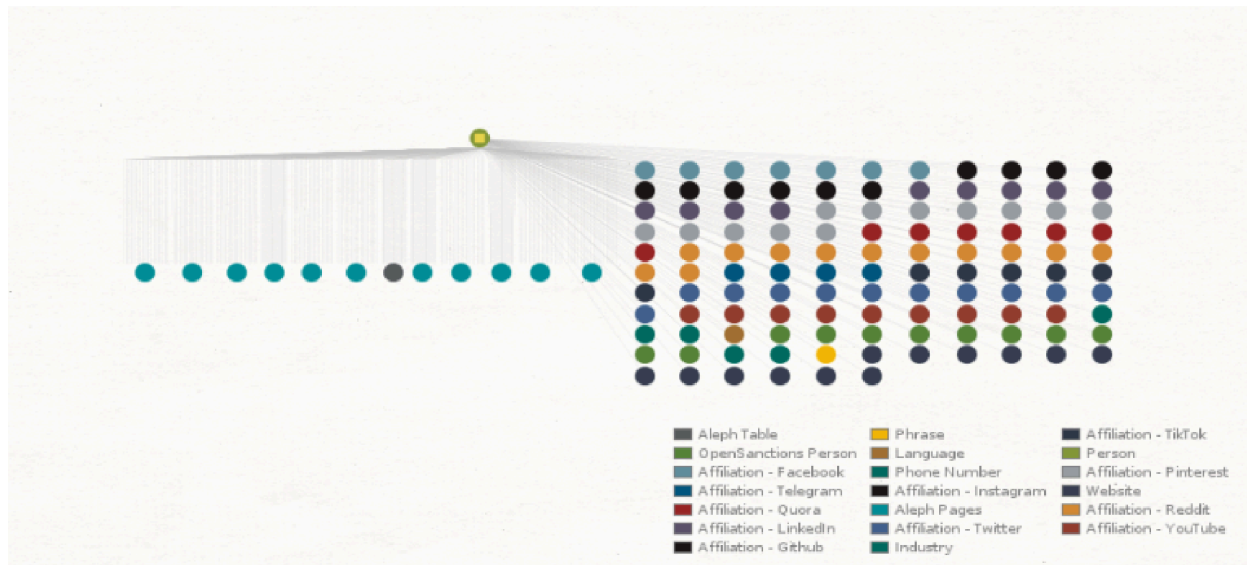 Aleph Table
Phrase
Affiliation - TikTok
OpenSanctions Person
Language
Person
Affiliation - Facebook
Phone Number
Affiliation - Pinterest
Affiliation - Telegram
Affiliation - Instagram
Website
Affiliation - Quora
Aleph Pages
Affiliation - Reddit
Affiliation - LinkedIn
Affiliation - Twitter
Affiliation - YouTube
Affiliation - Github
Industry